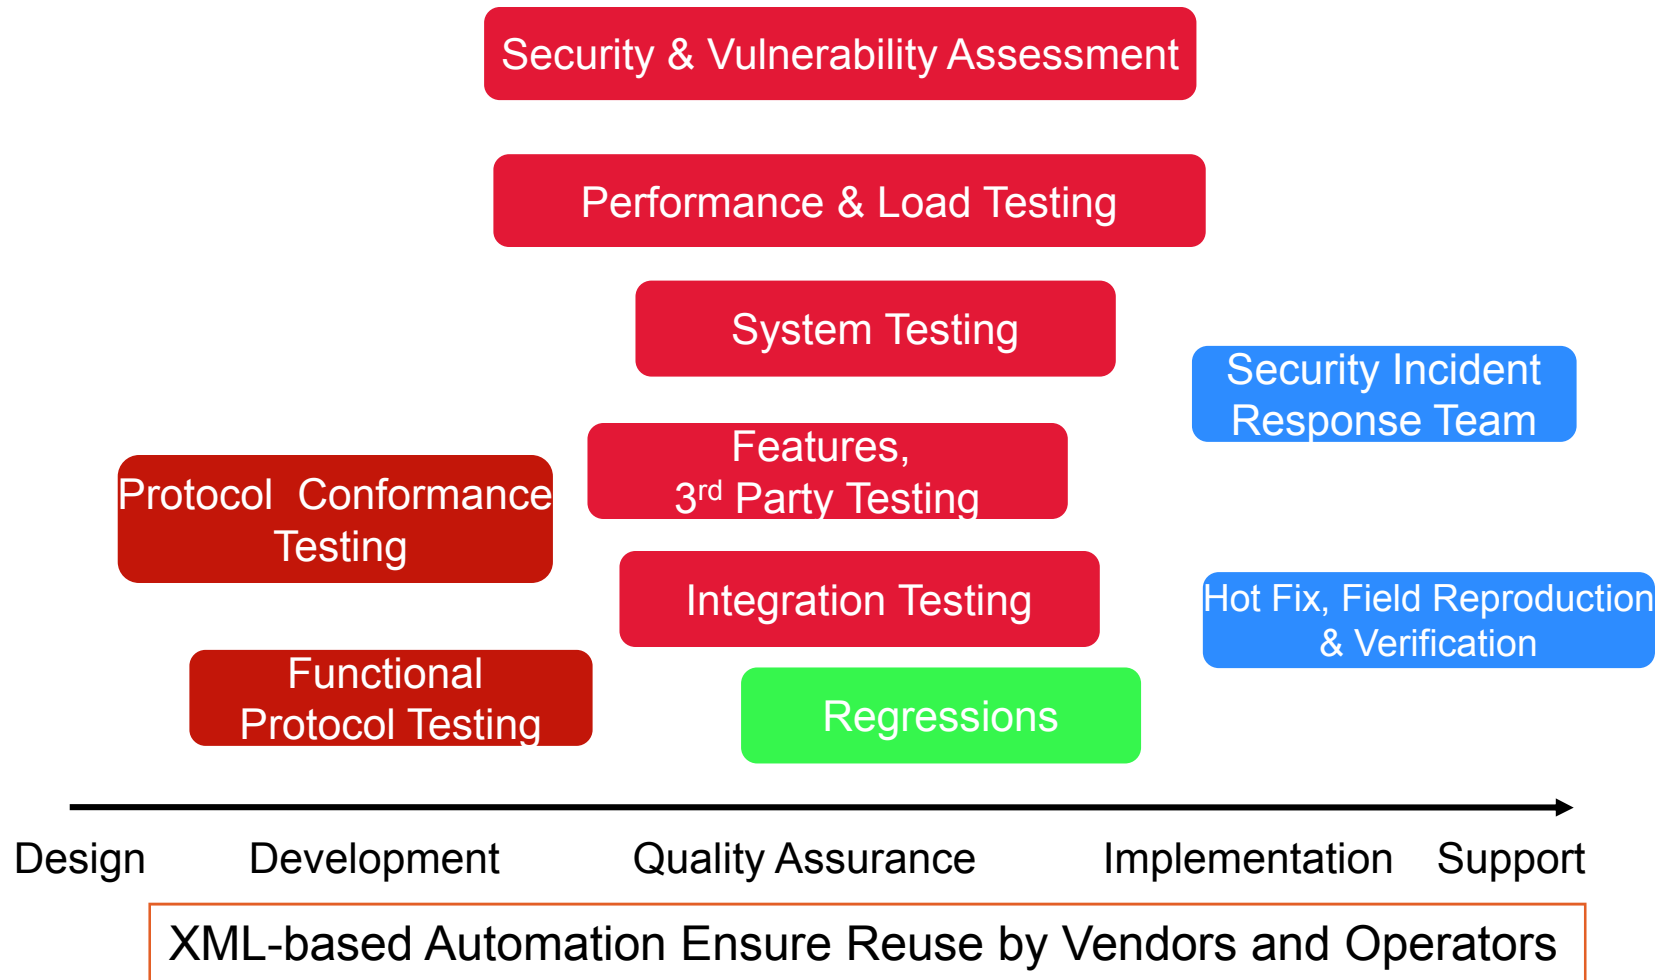 Security & Vulnerability Assessment
Performance & Load Testing
System Testing
Security Incident
Response Team
Features,
3rd Party Testing
Protocol Conformance
Testing
Integration Testing
Hot Fix, Field Reproduction
& Verification
Functional
Protocol Testing
Regressions
Design Development Quality Assurance Implementation Support
XML-based Automation Ensure Reuse by Vendors and Operators